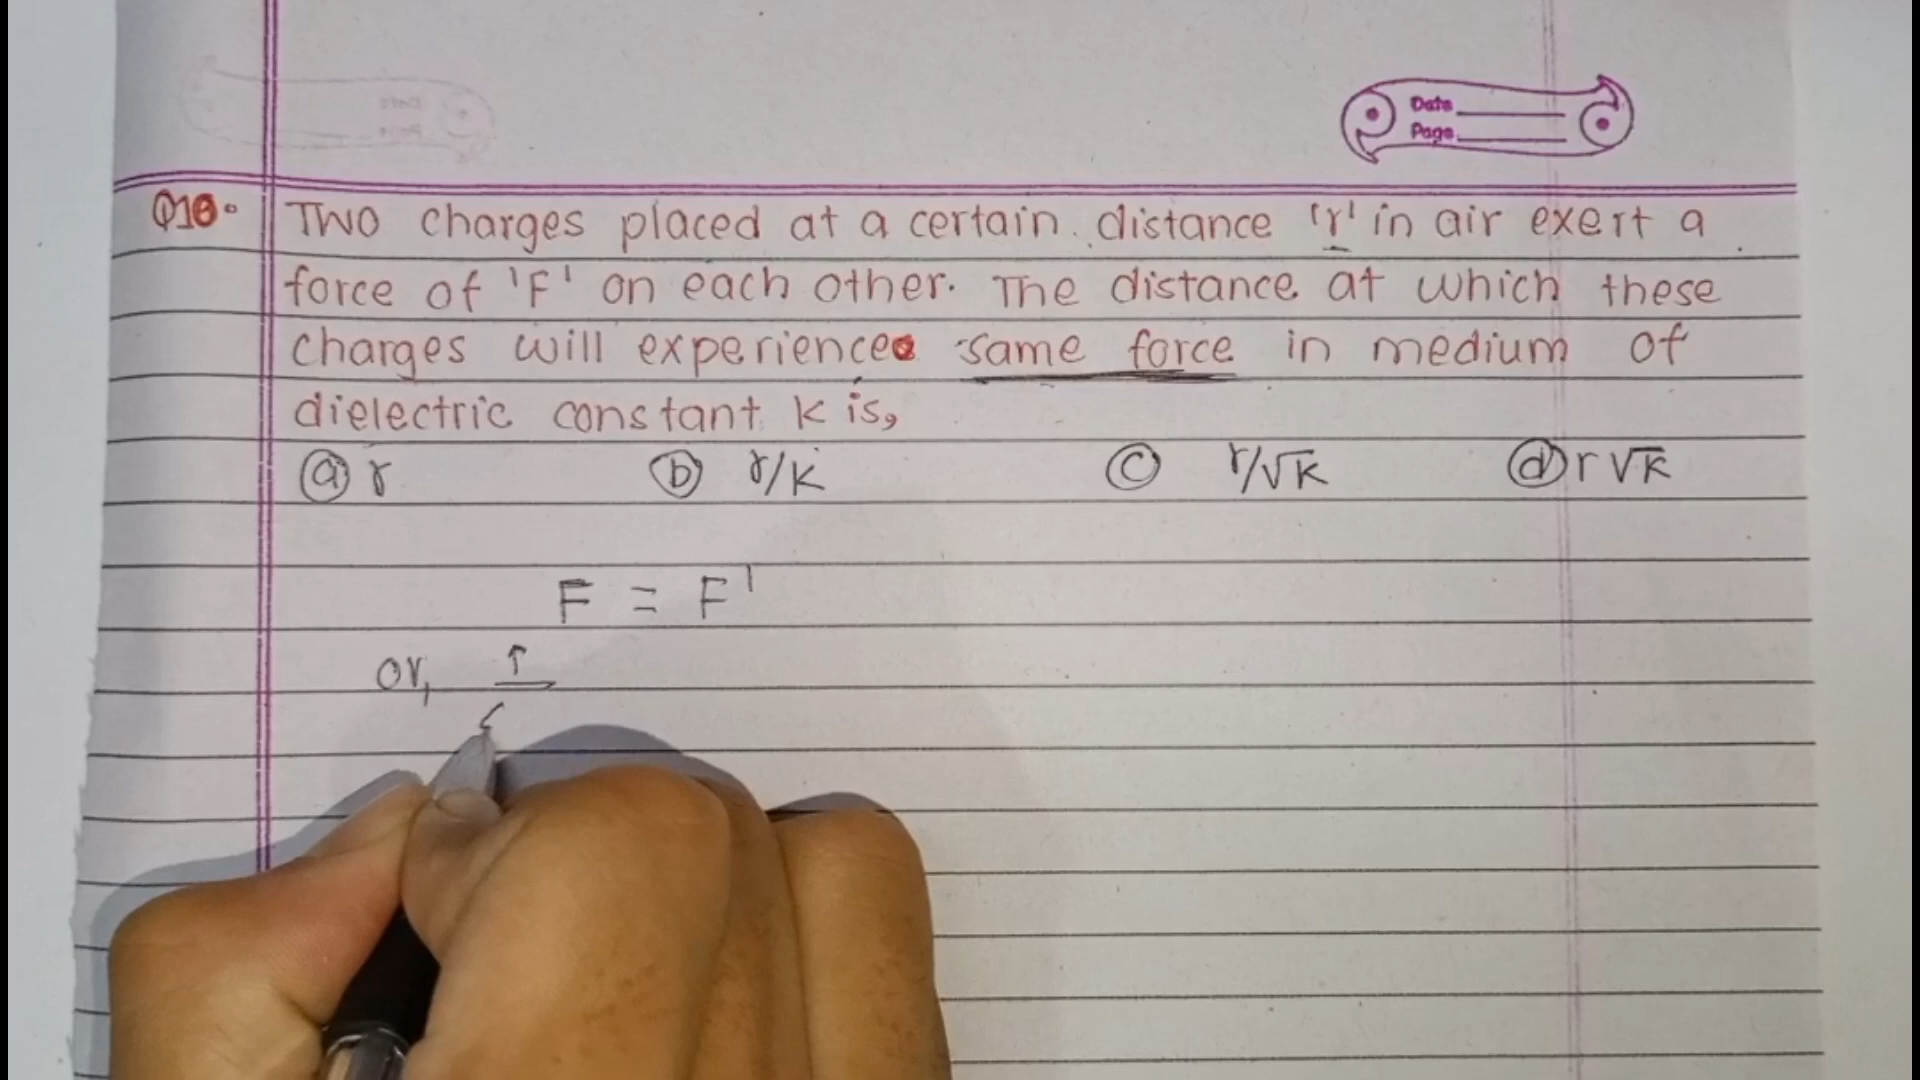 Date
Page
Q10. Two charges placed at a certain distance 'r' in air exert a
force of 'F' on each other. The distance at which these
charges will experience same force in medium of
dielectric constant K is,
(a) r (b) r/K (c) r/√K (d) r√K
F = F'
or, 1